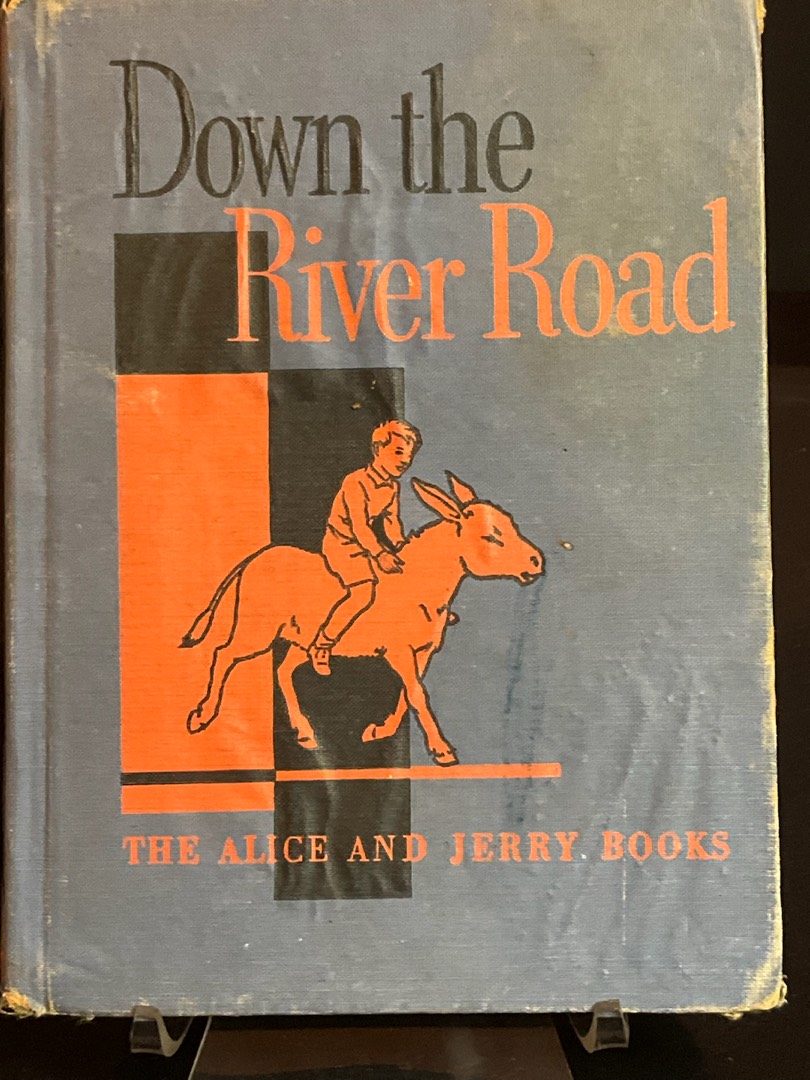 Down the
River Road
THE ALICE AND JERRY BOOKS